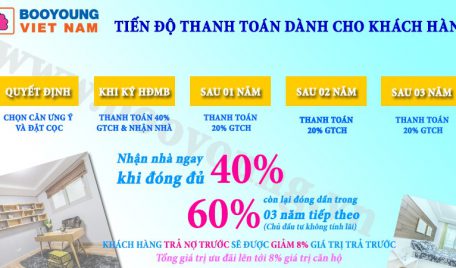 BOOYOUNG
VIET NAM
TIẾN ĐỘ THANH TOÁN DÀNH CHO KHÁCH HÀN
QUYẾT ĐỊNH
CHỌN CĂN ƯNG Ý
VÀ ĐẶT CỌC
KHI KÝ HĐMB
THANH TOÁN 40%
GTCH & NHẬN NHÀ
SAU 01 NĂM
THANH TOÁN
20% GTCH
SAU 02 NĂM
THANH TOÁN
20% GTCH
SAU 03 NĂM
THANH TOÁN
20% GTCH
Nhận nhà ngay
khi đóng đủ 40%
60% còn lại đóng dần trong
03 năm tiếp theo
(Chủ đầu tư không tính lãi)
KHÁCH HÀNG TRẢ NỢ TRƯỚC SẼ ĐƯỢC GIẢM 8% GIÁ TRỊ TRẢ TRƯỚC
Tổng giá trị ưu đãi lên tới 8% giá trị căn hộ